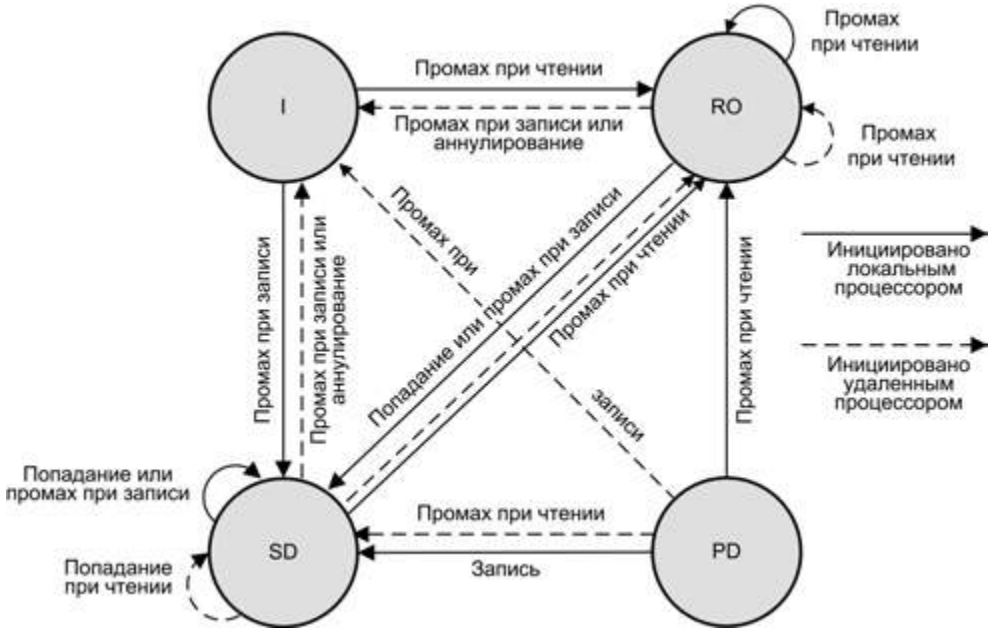 I
Промах при чтении
Промах при записи или
аннулирование
RO
Промах
при чтении
Промах
при чтении
Промах при
записи
Промах при записи
Промах при записи или
аннулирование
Попадание или промах при записи
Промах при чтении
Промах при чтении
Инициировано
локальным
процессором
Инициировано
удаленным
процессором
Попадание или
промах при записи
Попадание
при чтении
SD
Промах при чтении
Запись
PD